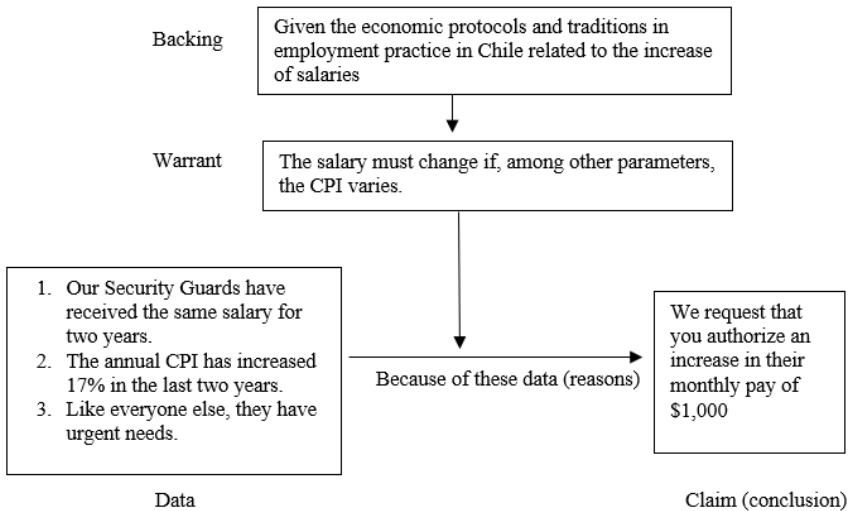 Backing
Given the economic protocols and traditions in
employment practice in Chile related to the increase
of salaries
Warrant
The salary must change if, among other parameters,
the CPI varies.
1. Our Security Guards have
received the same salary for
two years.
2. The annual CPI has increased
17% in the last two years.
3. Like everyone else, they have
urgent needs.
Because of these data (reasons)
We request that
you authorize an
increase in their
monthly pay of
$1,000
Data
Claim (conclusion)